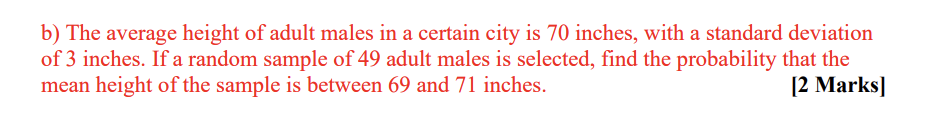 b) The average height of adult males in a certain city is 70 inches, with a standard deviation
of 3 inches. If a random sample of 49 adult males is selected, find the probability that the
mean height of the sample is between 69 and 71 inches. [2 Marks]